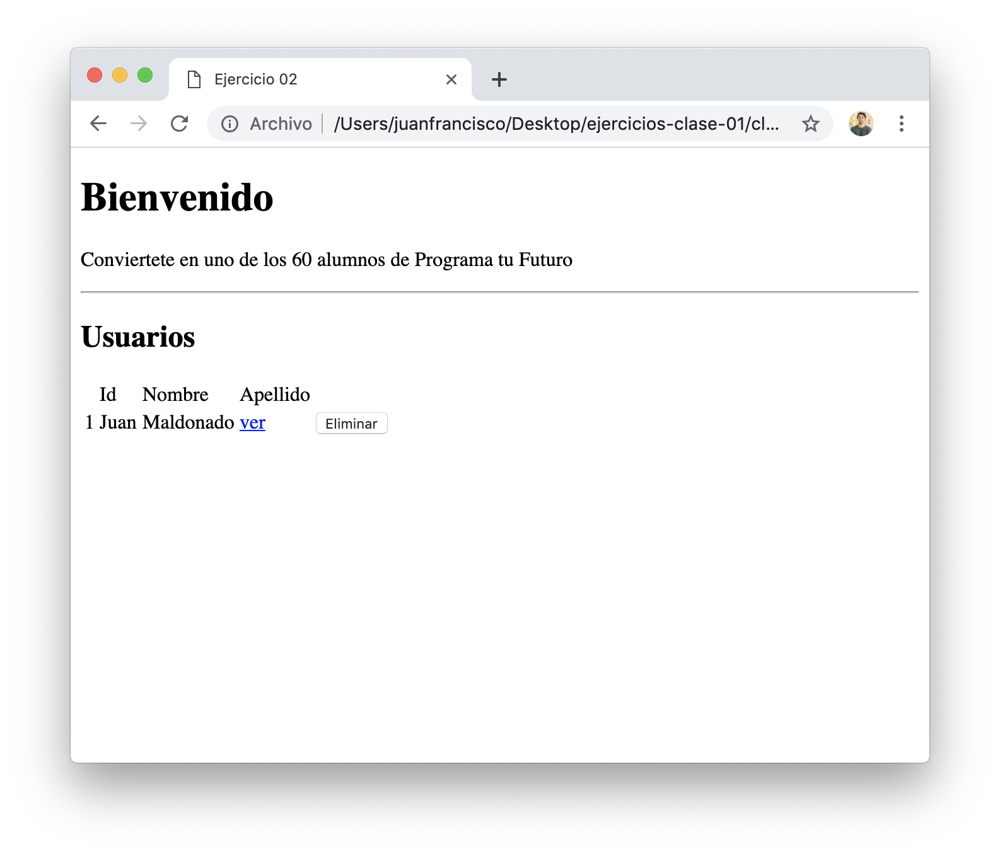 Ejercicio 02
Archivo /Users/juanfrancisco/Desktop/ejercicios-clase-01/cl...
Bienvenido
Conviertete en uno de los 60 alumnos de Programa tu Futuro
Usuarios
Id Nombre Apellido
1 Juan Maldonado ver Eliminar